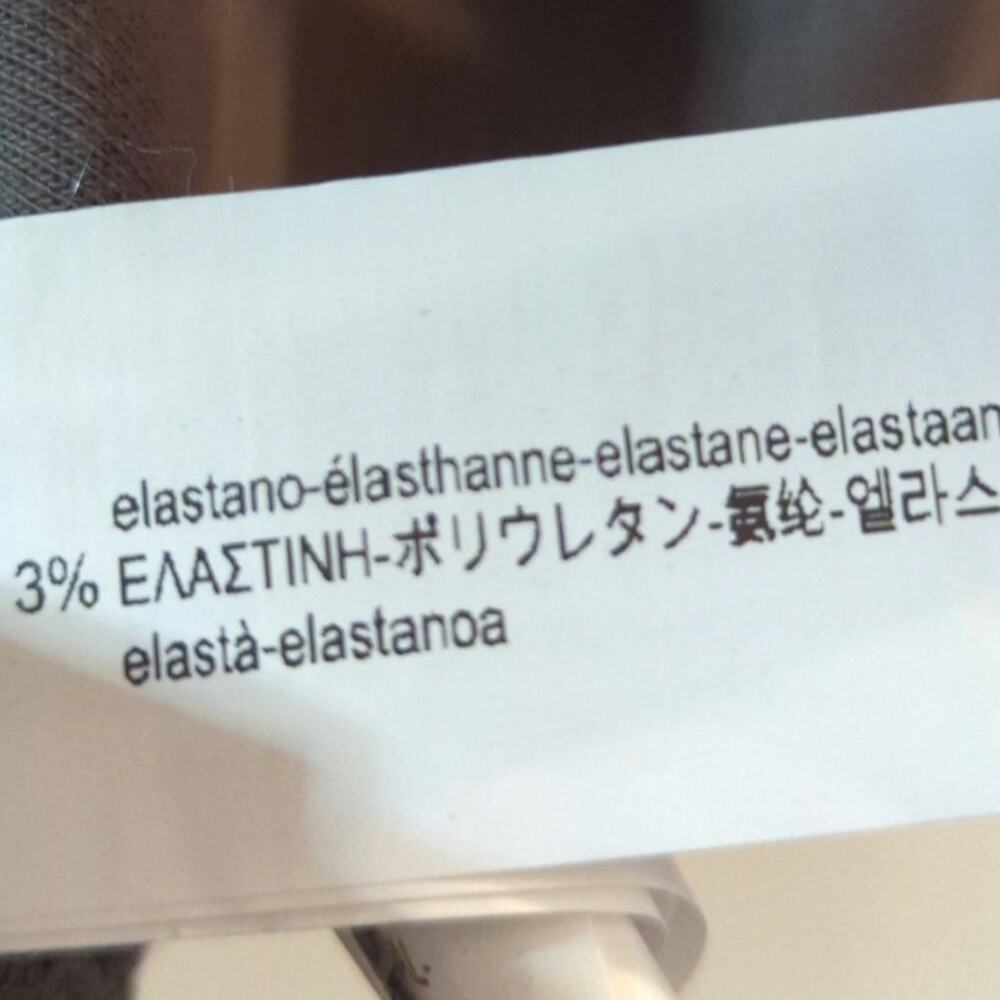 elastano-élasthanne-elastane-elastaan
3% ΕΛΑΣΤΙΝΗ-ポリウレタン-氨纶-엘라스
elastà-elastanoa